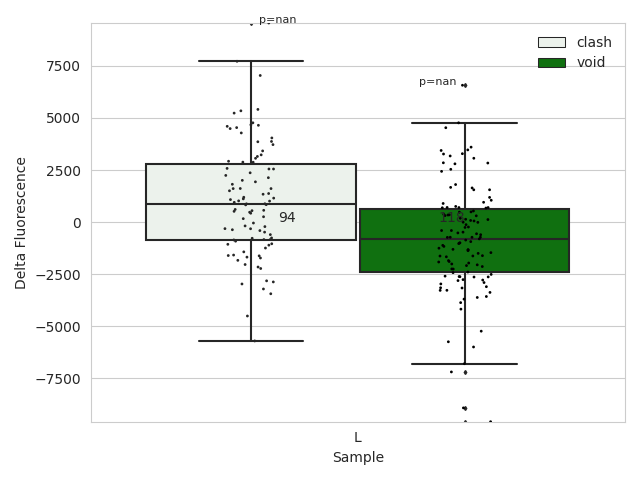 p=nan
clash
void
p=nan
7500
5000
2500
0
−2500
−5000
−7500
94
Delta Fluorescence
L
Sample